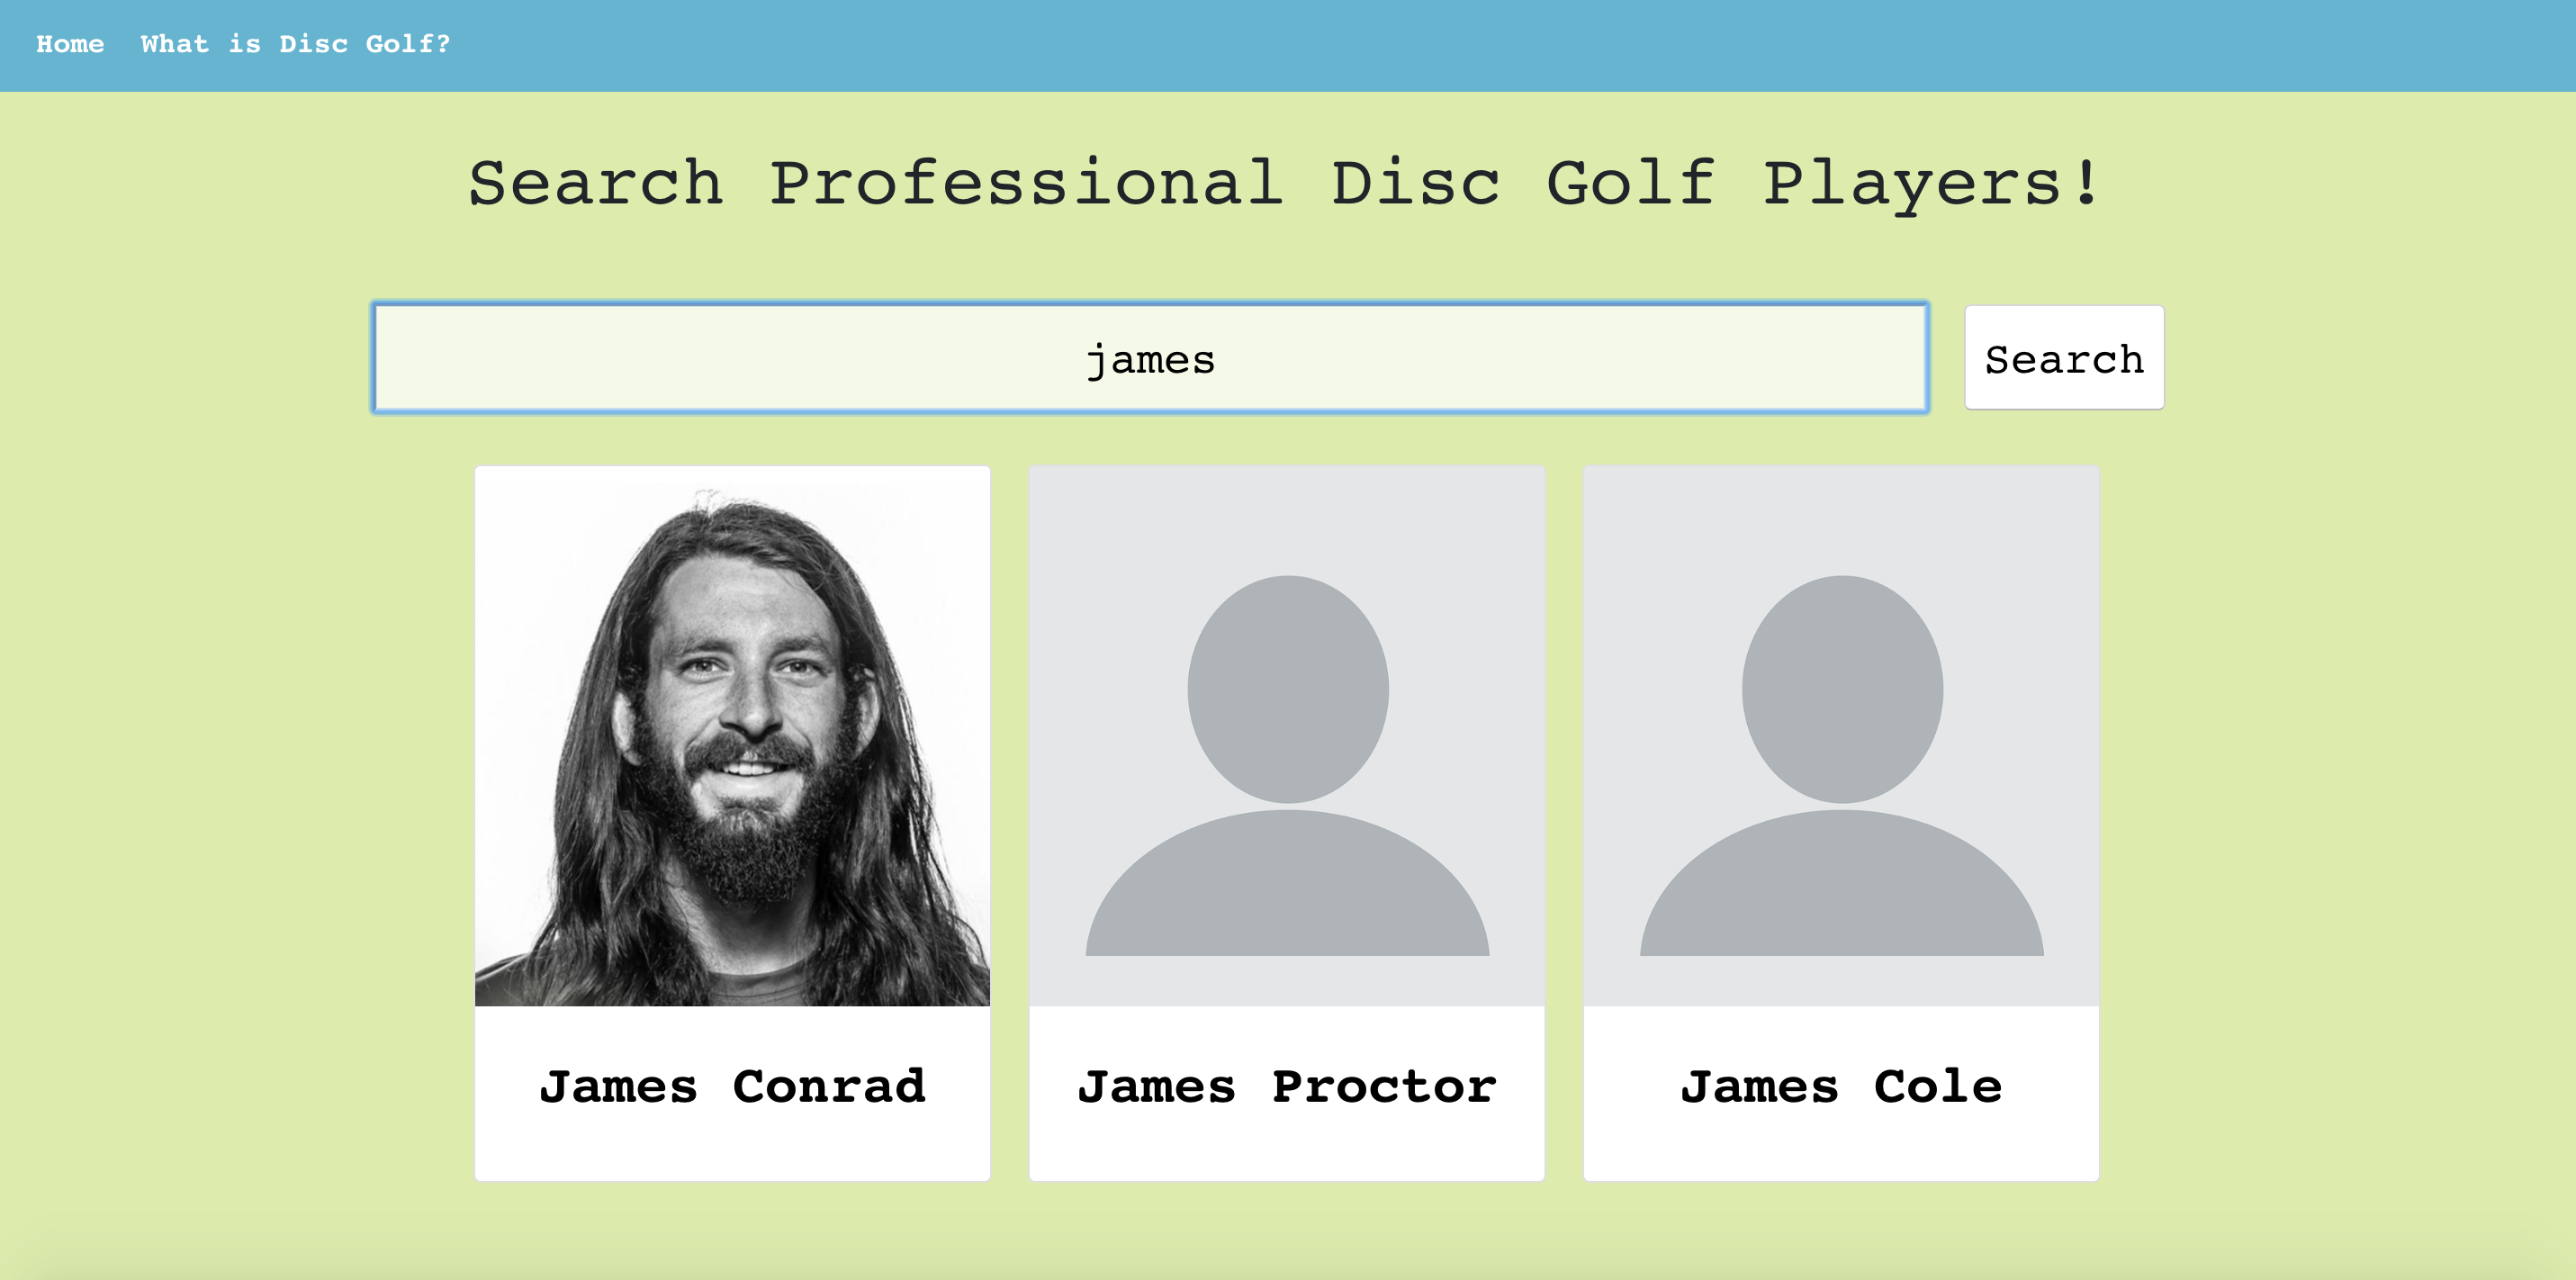 Home What is Disc Golf?
Search Professional Disc Golf Players!
james Search
James Conrad James Proctor James Cole